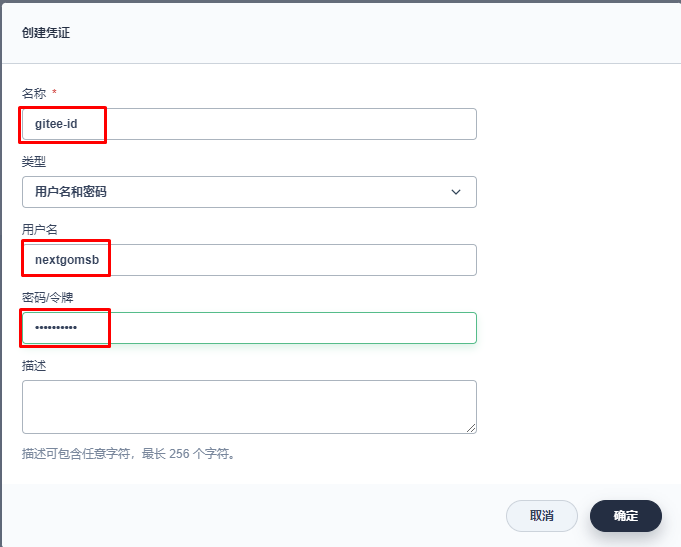 创建凭证
名称 *
gitee-id
类型
用户名和密码
用户名
nextgomsb
密码/令牌
••••••••••
描述
描述可包含任意字符，最长 256 个字符。
取消
确定